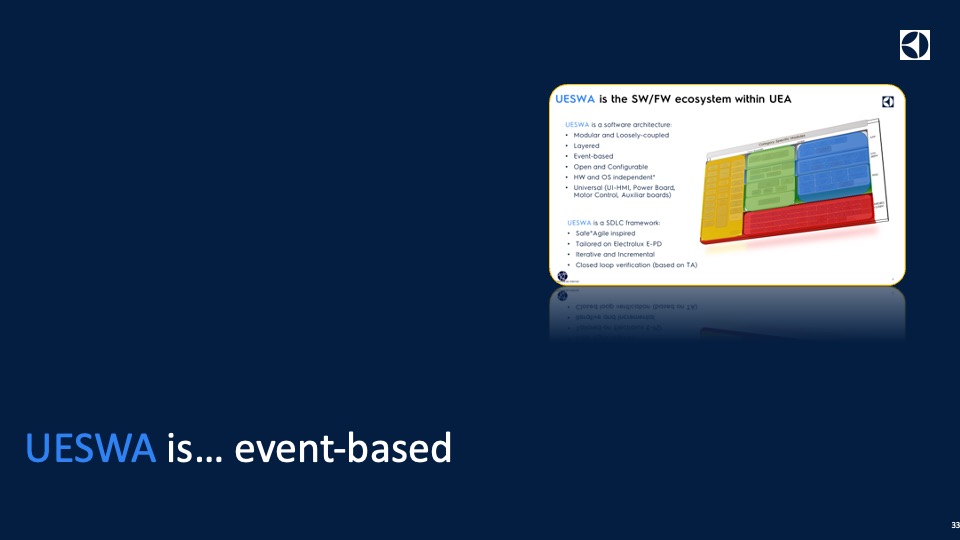 UESWA is the SW/FW ecosystem within UEA
UESWA is a software architecture:
• Modular and Loosely-coupled
• Layered
• Event-based
• Open and Configurable
• HW and OS independent*
• Universal (UI-HMI, Power Board,
Motor Control, Auxiliar boards)
UESWA is a SDLC framework:
• Safe®Agile inspired
• Tailored on Electrolux E-PD
• Iterative and Incremental
• Closed loop verification (based on TA)
Company Specific Modules
UESWA is... event-based
33